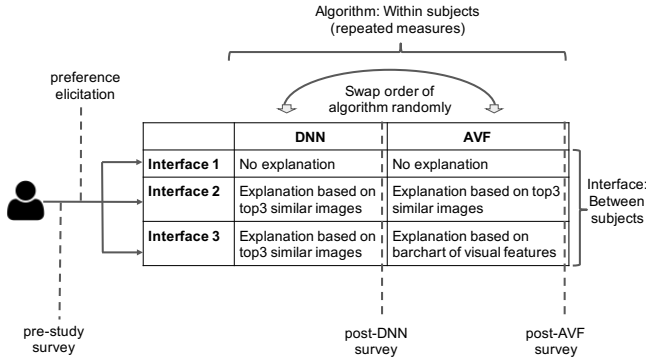 Algorithm: Within subjects
(repeated measures)
preference
elicitation
Swap order of
algorithm randomly
DNN AVF
Interface 1 No explanation No explanation
Interface 2 Explanation based on Explanation based on top3
top3 similar images similar images
Interface 3 Explanation based on Explanation based on
top3 similar images barchart of visual features
Interface:
Between
subjects
pre-study
survey
post-DNN
survey
post-AVF
survey